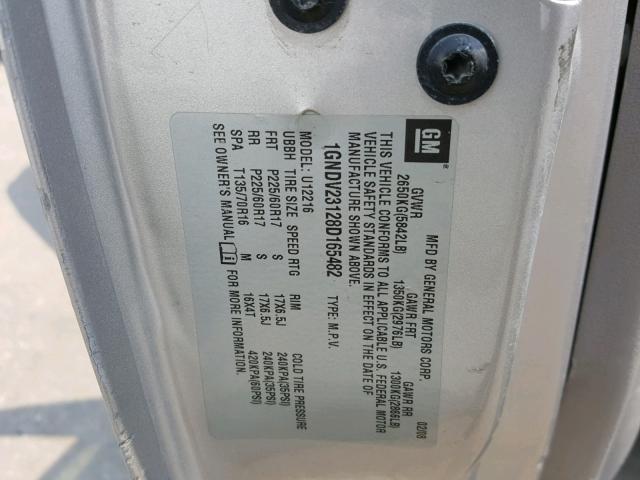 GM
MFD BY GENERAL MOTORS CORP. 02/08
GVWR GAWR FRT GAWR RR
2650KG(5842LB) 1350KG(2976LB) 1300KG(2866LB)
THIS VEHICLE CONFORMS TO ALL APPLICABLE U.S. FEDERAL MOTOR
VEHICLE SAFETY STANDARDS IN EFFECT ON THE DATE OF
MANUFACTURE SHOWN ABOVE.
1GNDV23128D165482 TYPE: M.P.V.
MODEL: U12216
UBBH TIRE SIZE SPEED RTG RIM COLD TIRE PRESSURE
FRT P225/60R17 S 17X6.5J 240KPA(35PSI)
RR P225/60R17 S 17X6.5J 240KPA(35PSI)
SPA T135/70R16 M 16X4T 420KPA(60PSI)
SEE OWNER'S MANUAL FOR MORE INFORMATION.